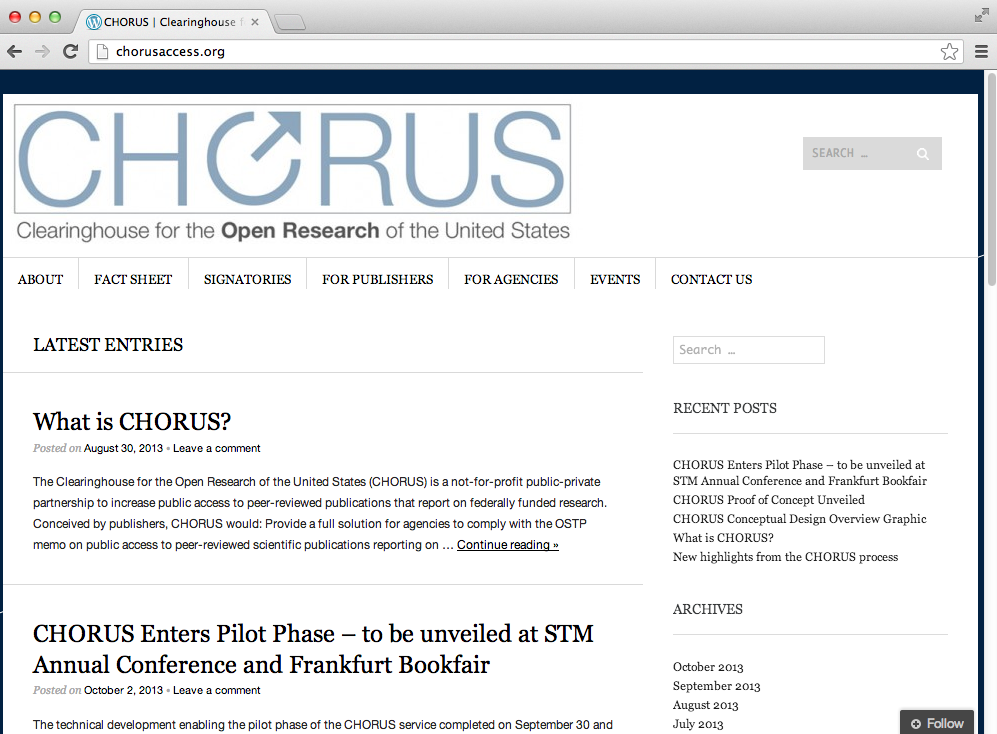 CHORUS | Clearinghouse f
chorusaccess.org
CHORUS
Clearinghouse for the Open Research of the United States
SEARCH …
ABOUT
FACT SHEET
SIGNATORIES
FOR PUBLISHERS
FOR AGENCIES
EVENTS
CONTACT US
LATEST ENTRIES
What is CHORUS?
Posted on August 30, 2013 • Leave a comment
The Clearinghouse for the Open Research of the United States (CHORUS) is a not-for-profit public-private
partnership to increase public access to peer-reviewed publications that report on federally funded research.
Conceived by publishers, CHORUS would: Provide a full solution for agencies to comply with the OSTP
memo on public access to peer-reviewed scientific publications reporting on … Continue reading »
CHORUS Enters Pilot Phase – to be unveiled at STM
Annual Conference and Frankfurt Bookfair
Posted on October 2, 2013 • Leave a comment
The technical development enabling the pilot phase of the CHORUS service completed on September 30 and
Search …
RECENT POSTS
CHORUS Enters Pilot Phase – to be unveiled at
STM Annual Conference and Frankfurt Bookfair
CHORUS Proof of Concept Unveiled
CHORUS Conceptual Design Overview Graphic
What is CHORUS?
New highlights from the CHORUS process
ARCHIVES
October 2013
September 2013
August 2013
July 2013
Follow